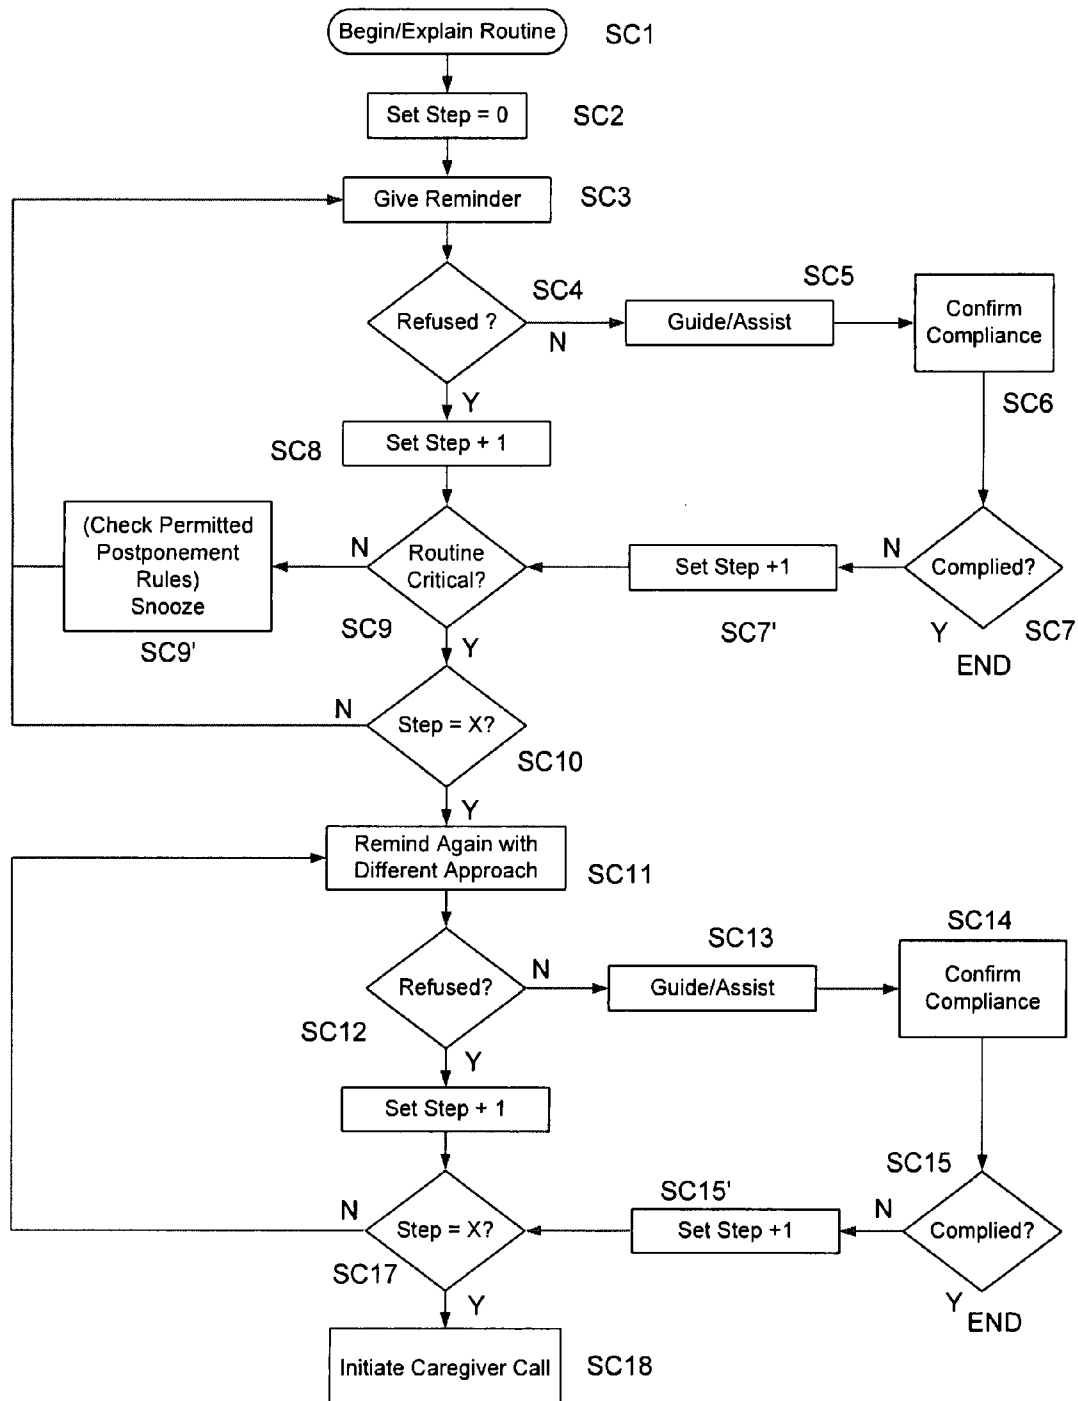 Begin/Explain Routine
SC1
Set Step = 0
SC2
Give Reminder
SC3
Refused ?
SC4
N
Guide/Assist
SC5
Confirm
Compliance
SC6
Y
SC8
Set Step + 1
(Check Permitted
Postponement
Rules)
Snooze
SC9'
N
Routine
Critical?
SC9
Y
Set Step +1
SC7'
N
Complied?
SC7
Y
END
N
Step = X?
SC10
Y
Remind Again with
Different Approach
SC11
Refused?
SC12
N
SC13
Guide/Assist
SC14
Confirm
Compliance
Y
Set Step + 1
N
Step = X?
SC17
SC15'
Set Step +1
N
SC15
Complied?
Y
END
Y
Initiate Caregiver Call
SC18